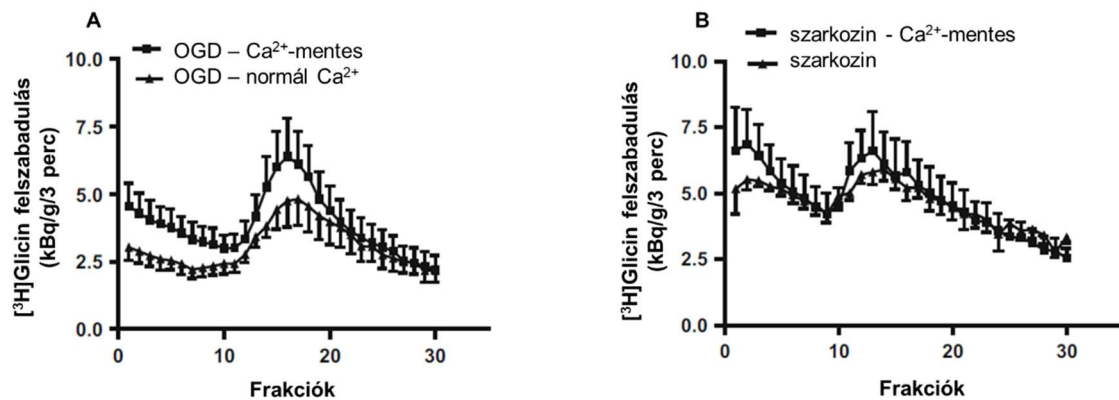 A
OGD – Ca²⁺-mentes
OGD – normál Ca²⁺
[³H]Glicin felszabadulás
(kBq/g/3 perc)
10.0
7.5
5.0
2.5
0.0
0 10 20 30
Frakciók
B
szarkozin - Ca²⁺-mentes
szarkozin
[³H]Glicin felszabadulás
(kBq/g/3 perc)
10.0
7.5
5.0
2.5
0.0
0 10 20 30
Frakciók